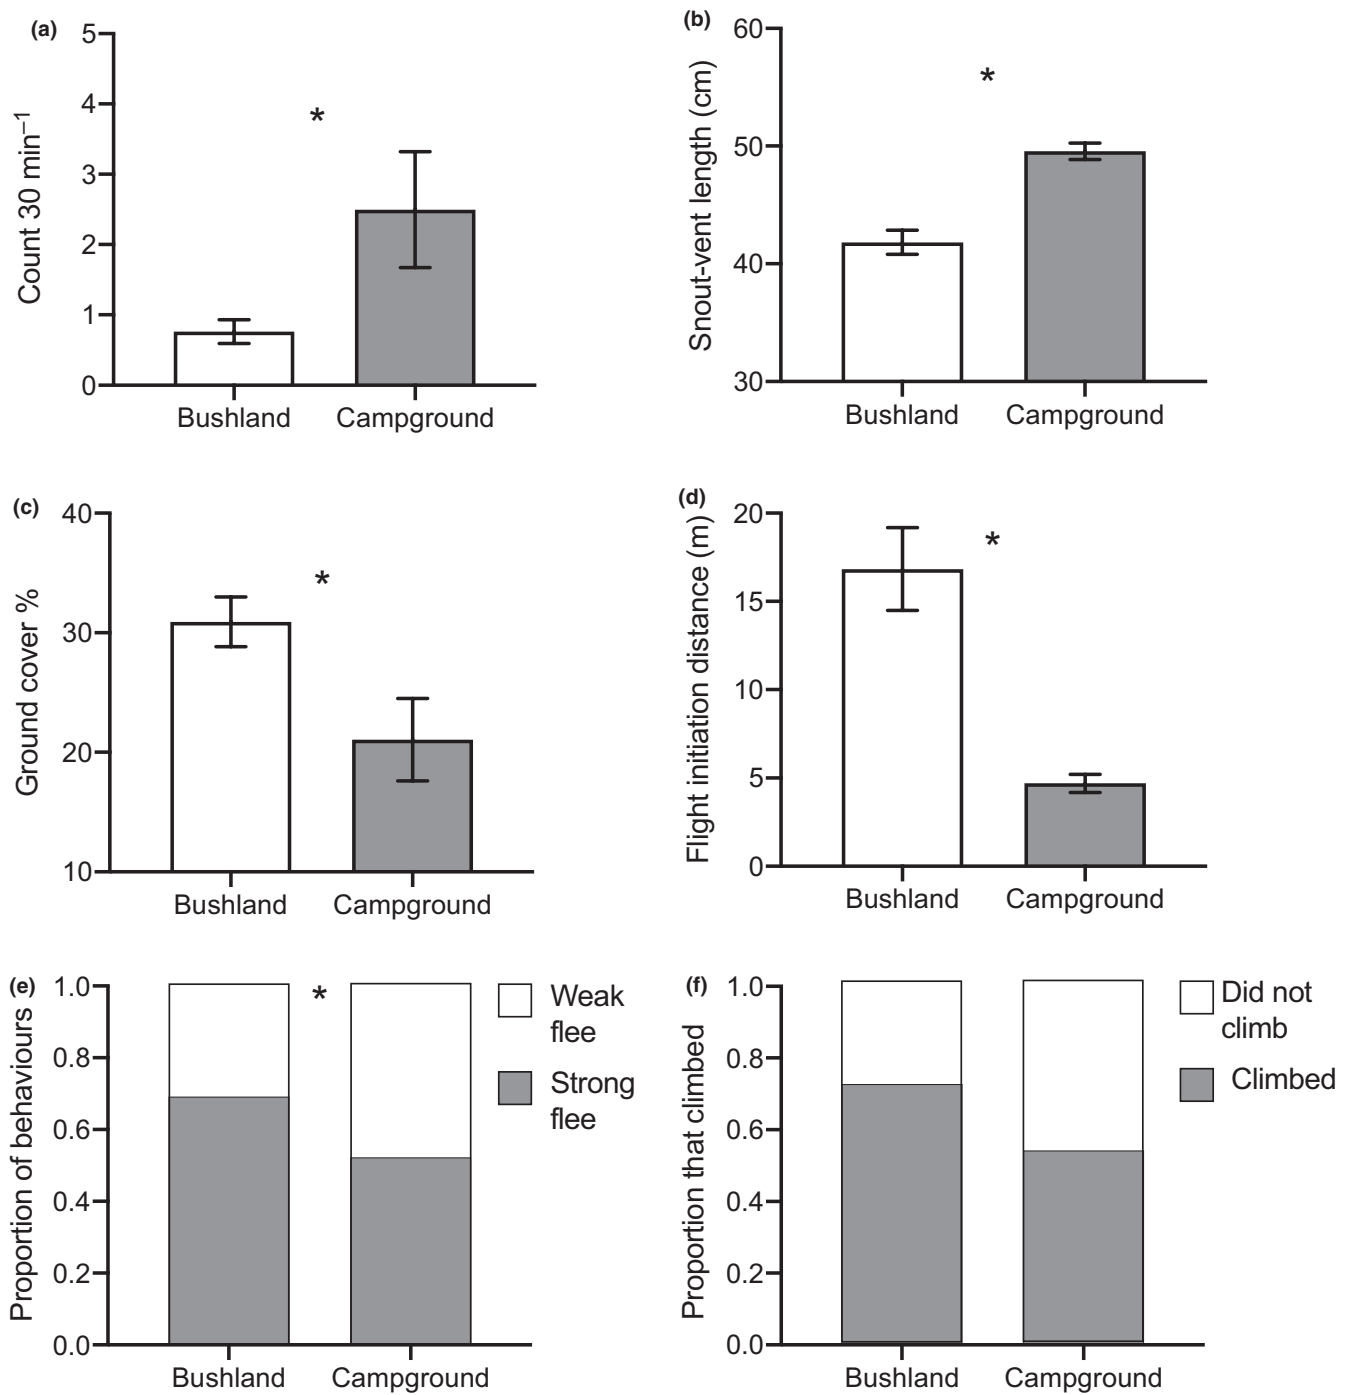 (a)
Count 30 min⁻¹
5
4
3
2
1
0
*
Bushland Campground
(b)
Snout-vent length (cm)
60
50
40
30
*
Bushland Campground
(c)
Ground cover %
40
30
20
10
*
Bushland Campground
(d)
Flight initiation distance (m)
20
15
10
5
0
*
Bushland Campground
(e)
Proportion of behaviours
1.0
0.8
0.6
0.4
0.2
0.0
*
Weak
flee
Strong
flee
Bushland Campground
(f)
Proportion that climbed
1.0
0.8
0.6
0.4
0.2
0.0
Did not
climb
Climbed
Bushland Campground